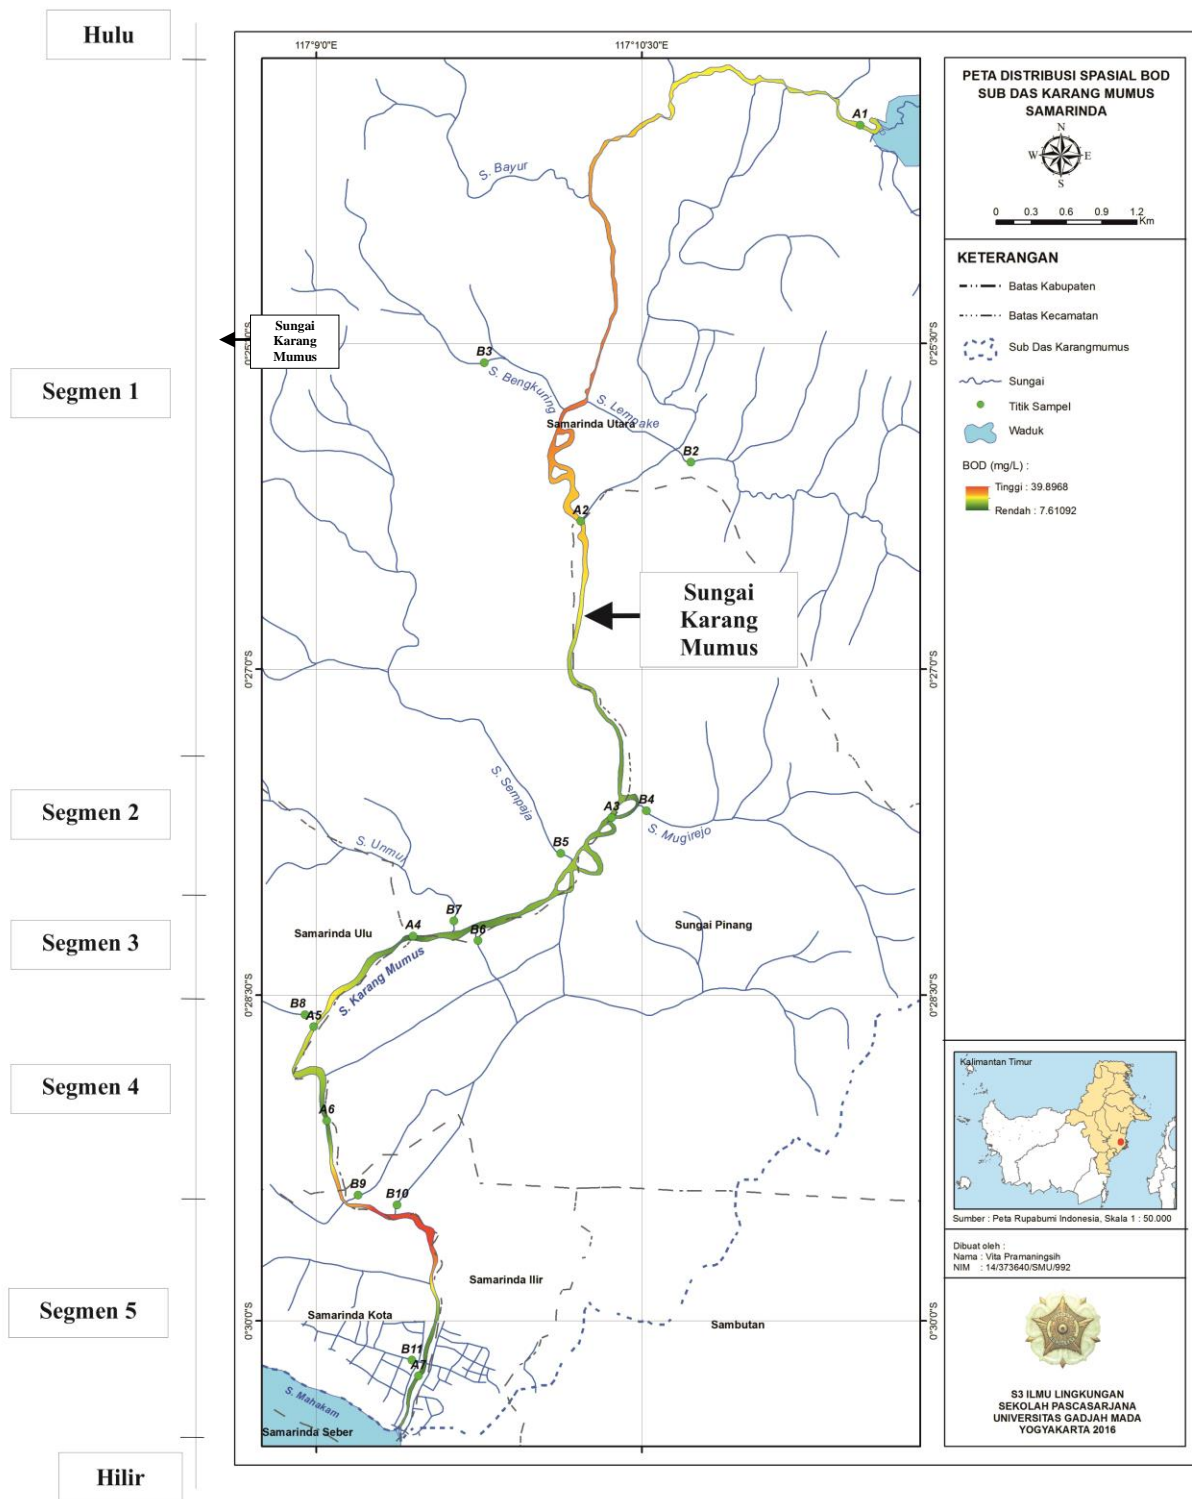 Hulu
Segmen 1
Segmen 2
Segmen 3
Segmen 4
Segmen 5
Hilir
117°9'0"E
117°10'30"E
A1
S. Bayur
Sungai
Karang
Mumus
0°25'30"S
0°25'30"S
B3
S. Bengkuring
S. Lempake
Samarinda Utara
B2
A2
Sungai
Karang
Mumus
0°27'0"S
0°27'0"S
S. Sempaja
A3
B4
S. Mugirejo
B5
S. Unmul
B7
A4
B6
Samarinda Ulu
Sungai Pinang
S. Karang Mumus
0°28'30"S
0°28'30"S
B8
A5
A6
B9
B10
Samarinda Ilir
Samarinda Kota
Sambutan
0°30'0"S
0°30'0"S
B11
A7
S. Mahakam
Samarinda Seber
PETA DISTRIBUSI SPASIAL BOD
SUB DAS KARANG MUMUS
SAMARINDA
N
W
E
S
0 0.3 0.6 0.9 1.2
Km
KETERANGAN
Batas Kabupaten
Batas Kecamatan
Sub Das Karangmumus
Sungai
Titik Sampel
Waduk
BOD (mg/L) :
Tinggi : 39.8968
Rendah : 7.61092
Kalimantan Timur
Sumber : Peta Rupabumi Indonesia, Skala 1 : 50.000
Dibuat oleh :
Nama : Vita Pramaningsih
NIM : 14/373640/SMU/992
S3 ILMU LINGKUNGAN
SEKOLAH PASCASARJANA
UNIVERSITAS GADJAH MADA
YOGYAKARTA 2016